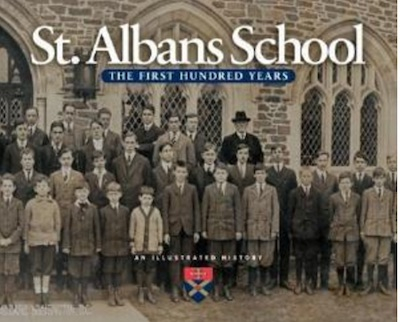 St. Albans School
THE FIRST HUNDRED YEARS
AN ILLUSTRATED HISTORY